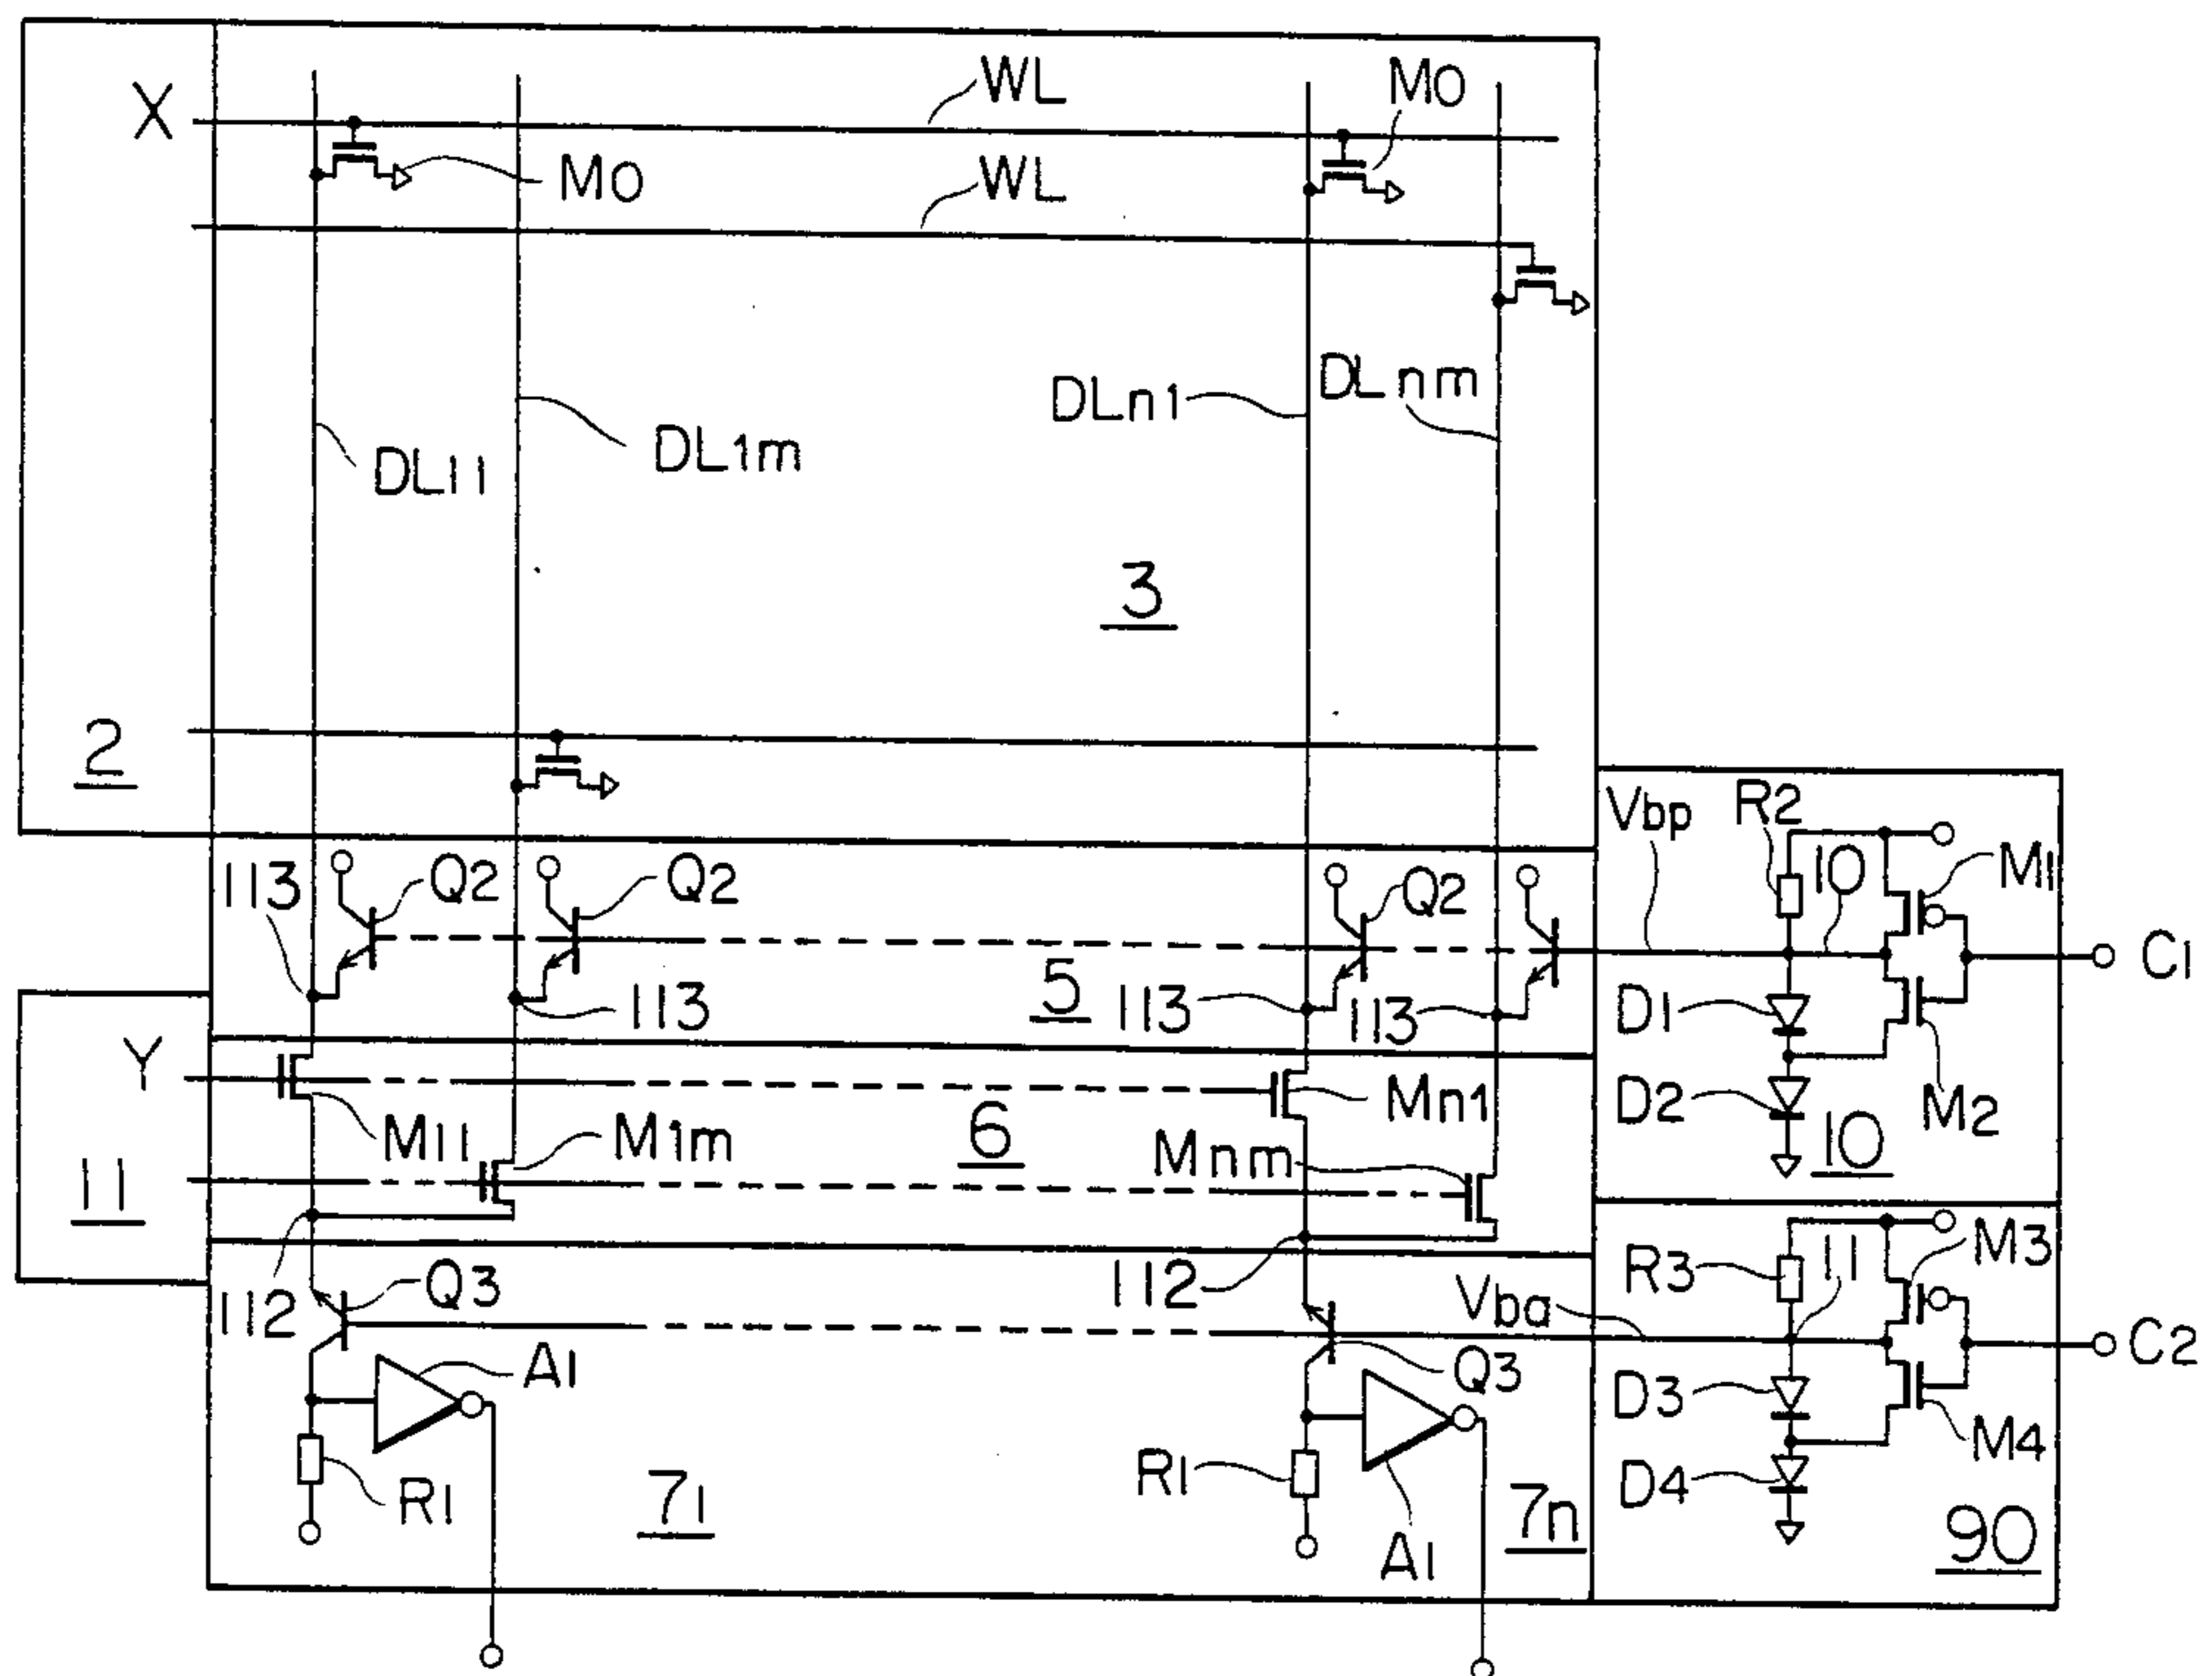 X
WL
M0
M0
WL
DLn1
DLnm
DL11
DL1m
3
2
Vbp
R2
10
M1
113
Q2
Q2
Q2
C1
5
113
113
113
D1
Y
M11
M1m
6
Mn1
Mnm
D2
M2
10
11
112
Q3
112
Vba
R3
11
M3
C2
A1
Q3
D3
M4
R1
71
R1
A1
7n
D4
90